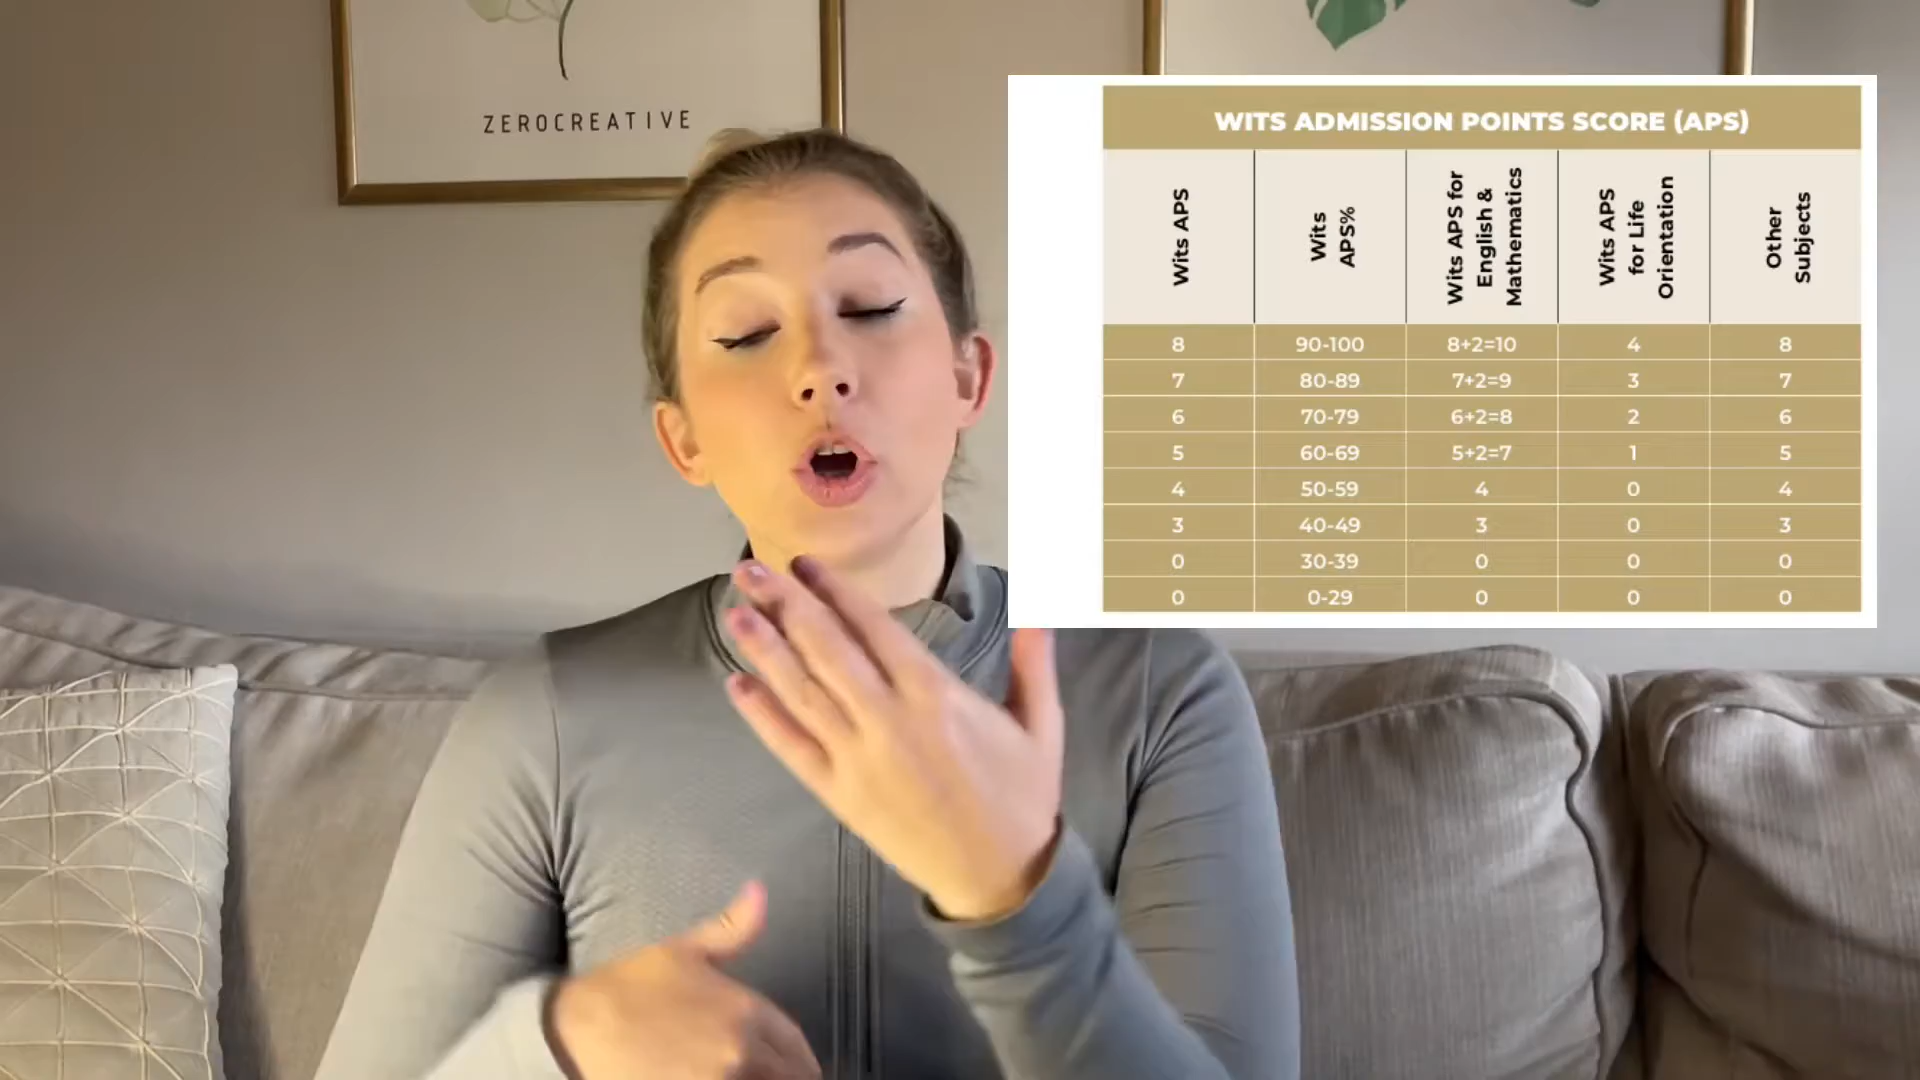 ZEROCREATIVE
WITS ADMISSION POINTS SCORE (APS)
Wits APS
Wits
APS%
Wits APS for
English &
Mathematics
Wits APS
for Life
Orientation
Other
Subjects
8 90-100 8+2=10 4 8
7 80-89 7+2=9 3 7
6 70-79 6+2=8 2 6
5 60-69 5+2=7 1 5
4 50-59 4 0 4
3 40-49 3 0 3
0 30-39 0 0 0
0 0-29 0 0 0